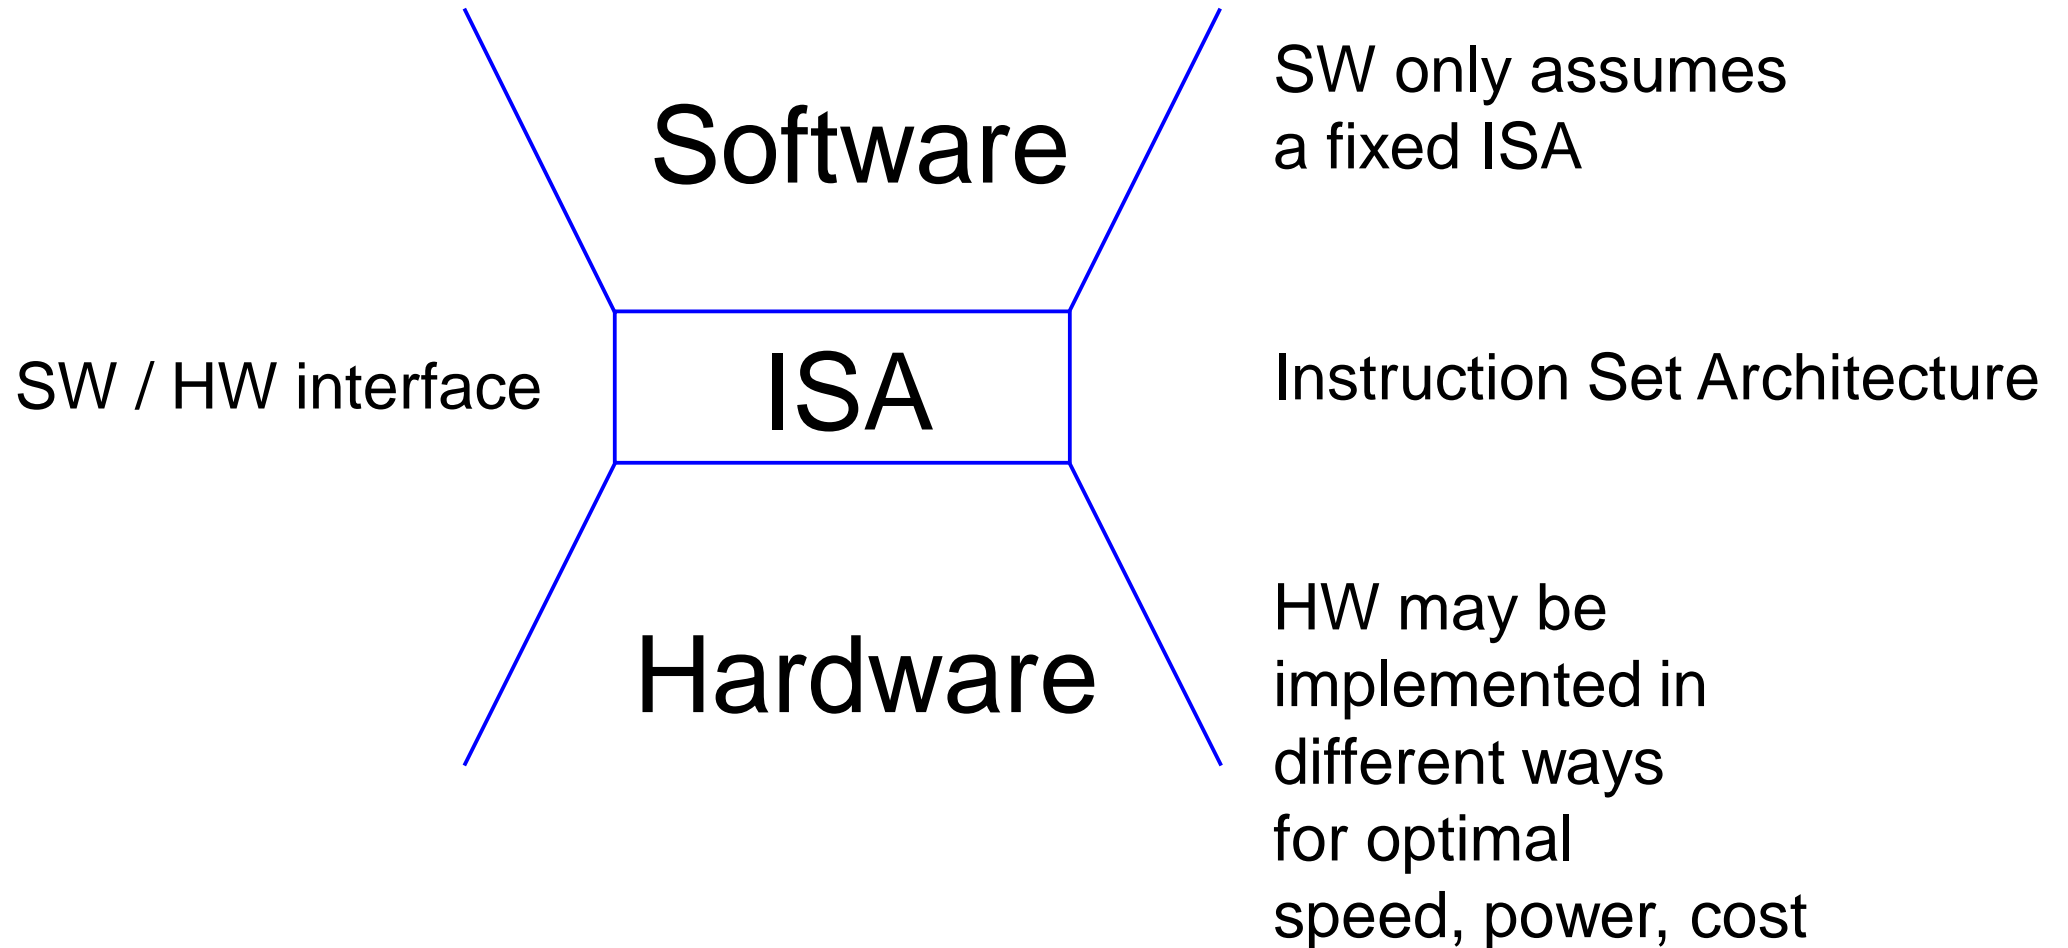 Software
SW only assumes
a fixed ISA
SW / HW interface
ISA
Instruction Set Architecture
Hardware
HW may be
implemented in
different ways
for optimal
speed, power, cost